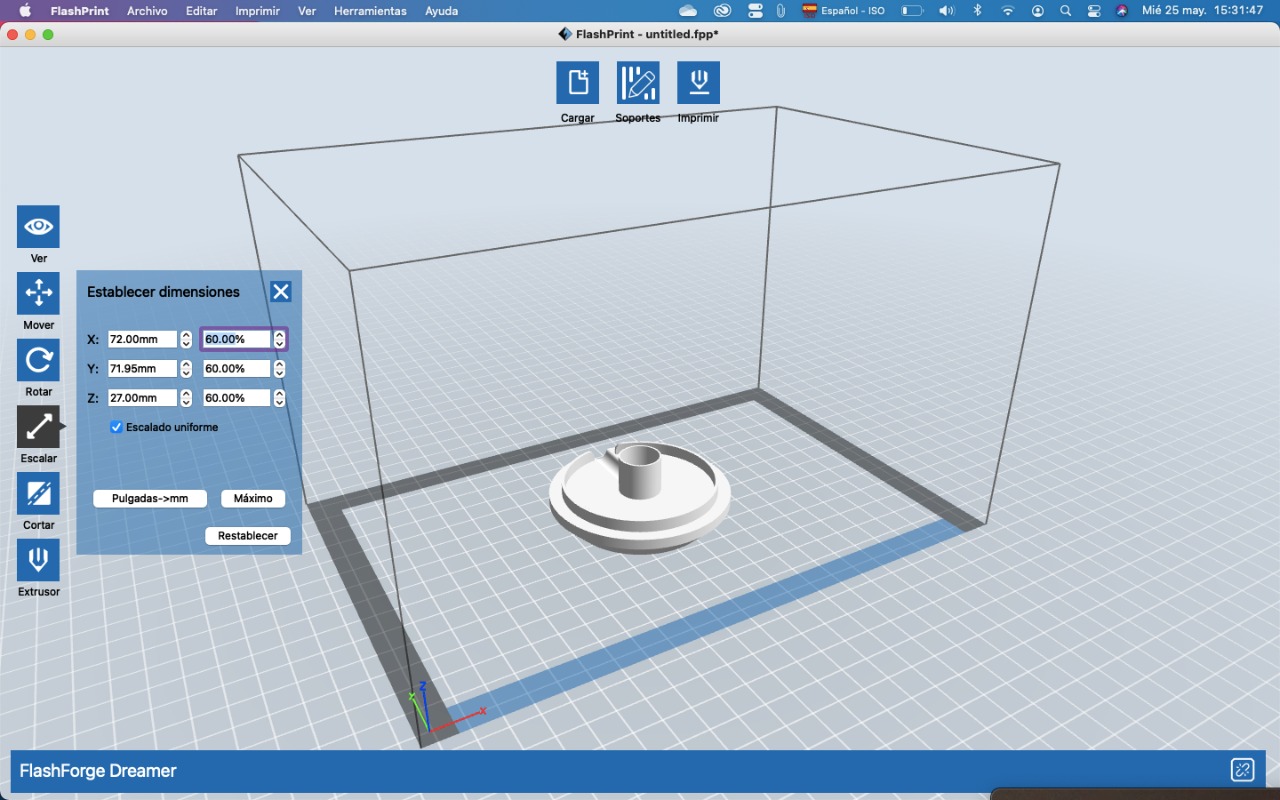 FlashPrint Archivo Editar Imprimir Ver Herramientas Ayuda Español - ISO Mié 25 may. 15:31:47
FlashPrint - untitled.fpp*
Cargar Soportes Imprimir
Ver
Mover
Rotar
Escalar
Cortar
Extrusor
Establecer dimensiones
X: 72.00mm 60.00%
Y: 71.95mm 60.00%
Z: 27.00mm 60.00%
Escalado uniforme
Pulgadas->mm Máximo
Restablecer
Z
Y
X
FlashForge Dreamer